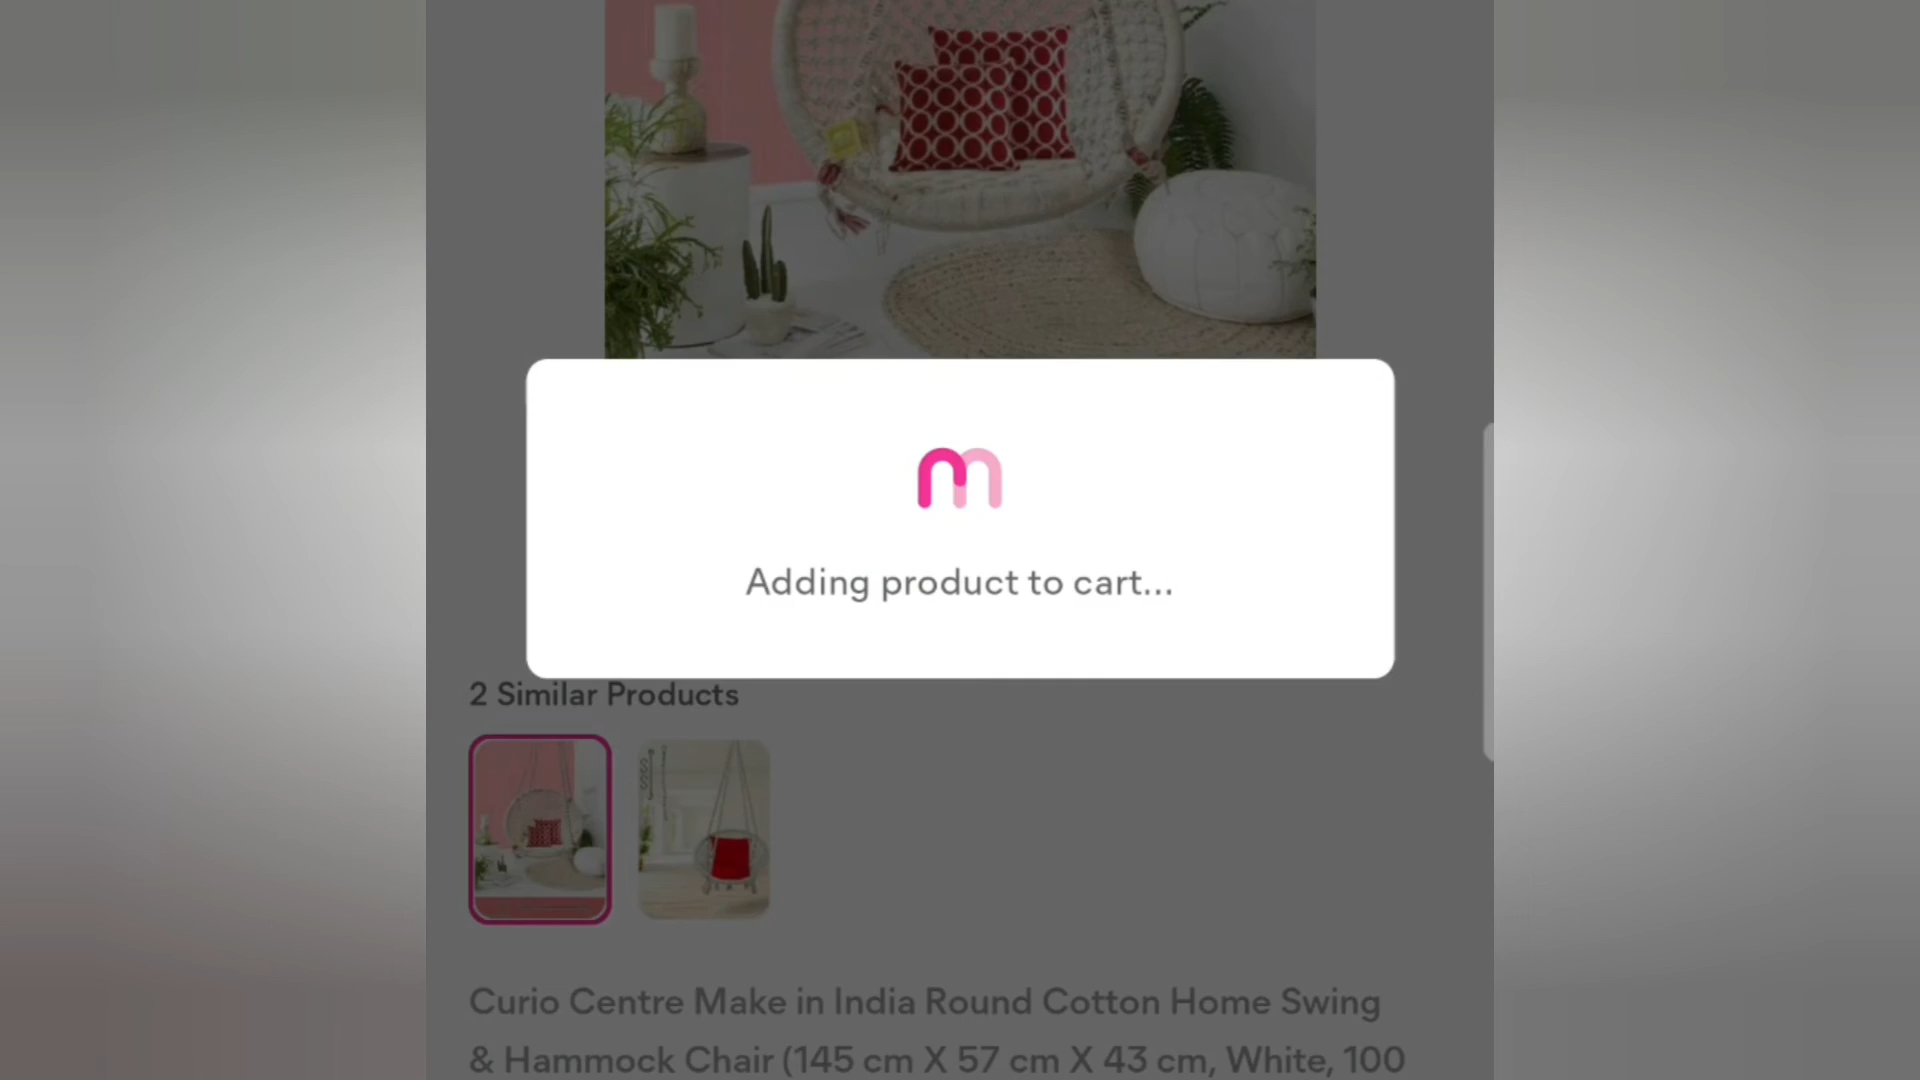 Adding product to cart...
2 Similar Products
Curio Centre Make in India Round Cotton Home Swing
& Hammock Chair (145 cm X 57 cm X 43 cm, White, 100